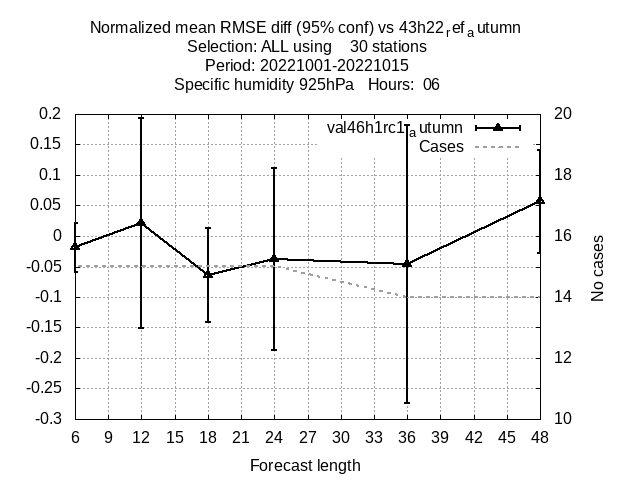 Normalized mean RMSE diff (95% conf) vs 43h22refautumn
Selection: ALL using 30 stations
Period: 20221001-20221015
Specific humidity 925hPa Hours: 06
0.2 20
val46h1rc1autumn
0.15
Cases
0.1 18
0.05
0 16
-0.05
No cases
-0.1 14
-0.15
-0.2 12
-0.25
-0.3 10
6 9 12 15 18 21 24 27 30 33 36 39 42 45 48
Forecast length